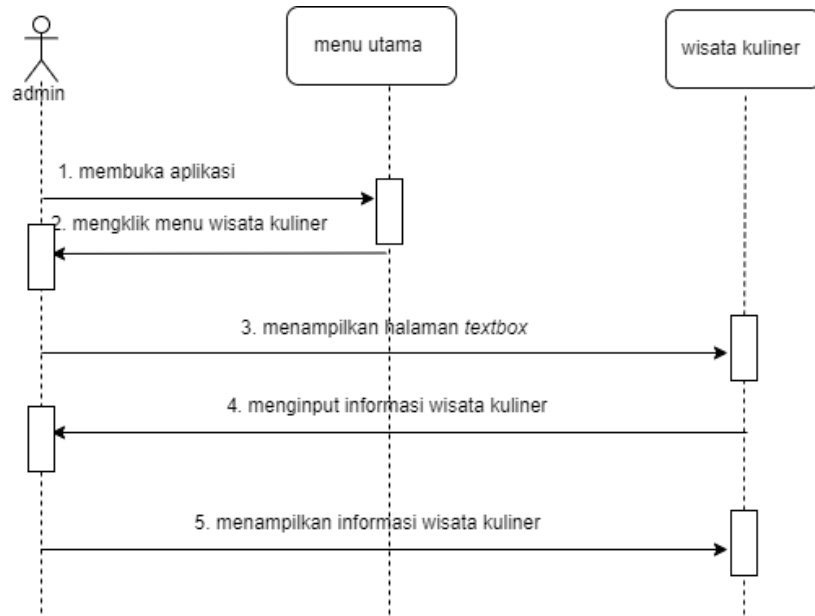 admin
menu utama
wisata kuliner
1. membuka aplikasi
2. mengklik menu wisata kuliner
3. menampilkan halaman textbox
4. menginput informasi wisata kuliner
5. menampilkan informasi wisata kuliner